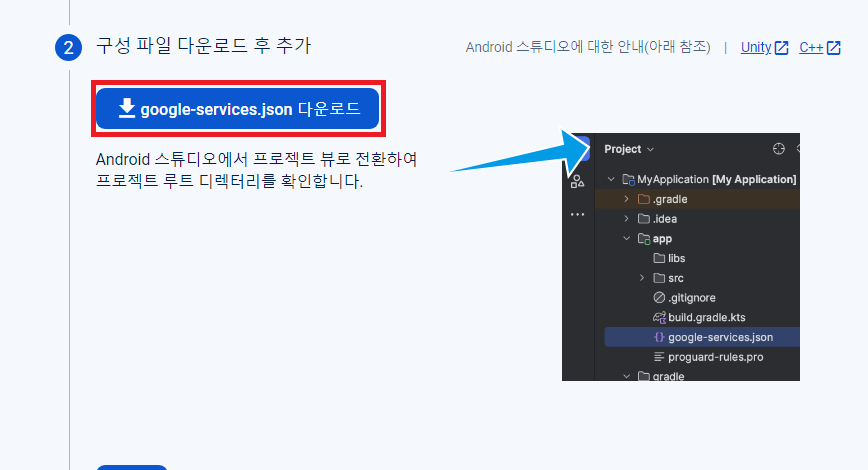 2 구성 파일 다운로드 후 추가
Android 스튜디오에 대한 안내(아래 참조) | Unity C++
google-services.json 다운로드
Android 스튜디오에서 프로젝트 뷰로 전환하여
프로젝트 루트 디렉터리를 확인합니다.
Project
MyApplication [My Application]
.gradle
.idea
app
libs
src
.gitignore
build.gradle.kts
google-services.json
proguard-rules.pro
gradle